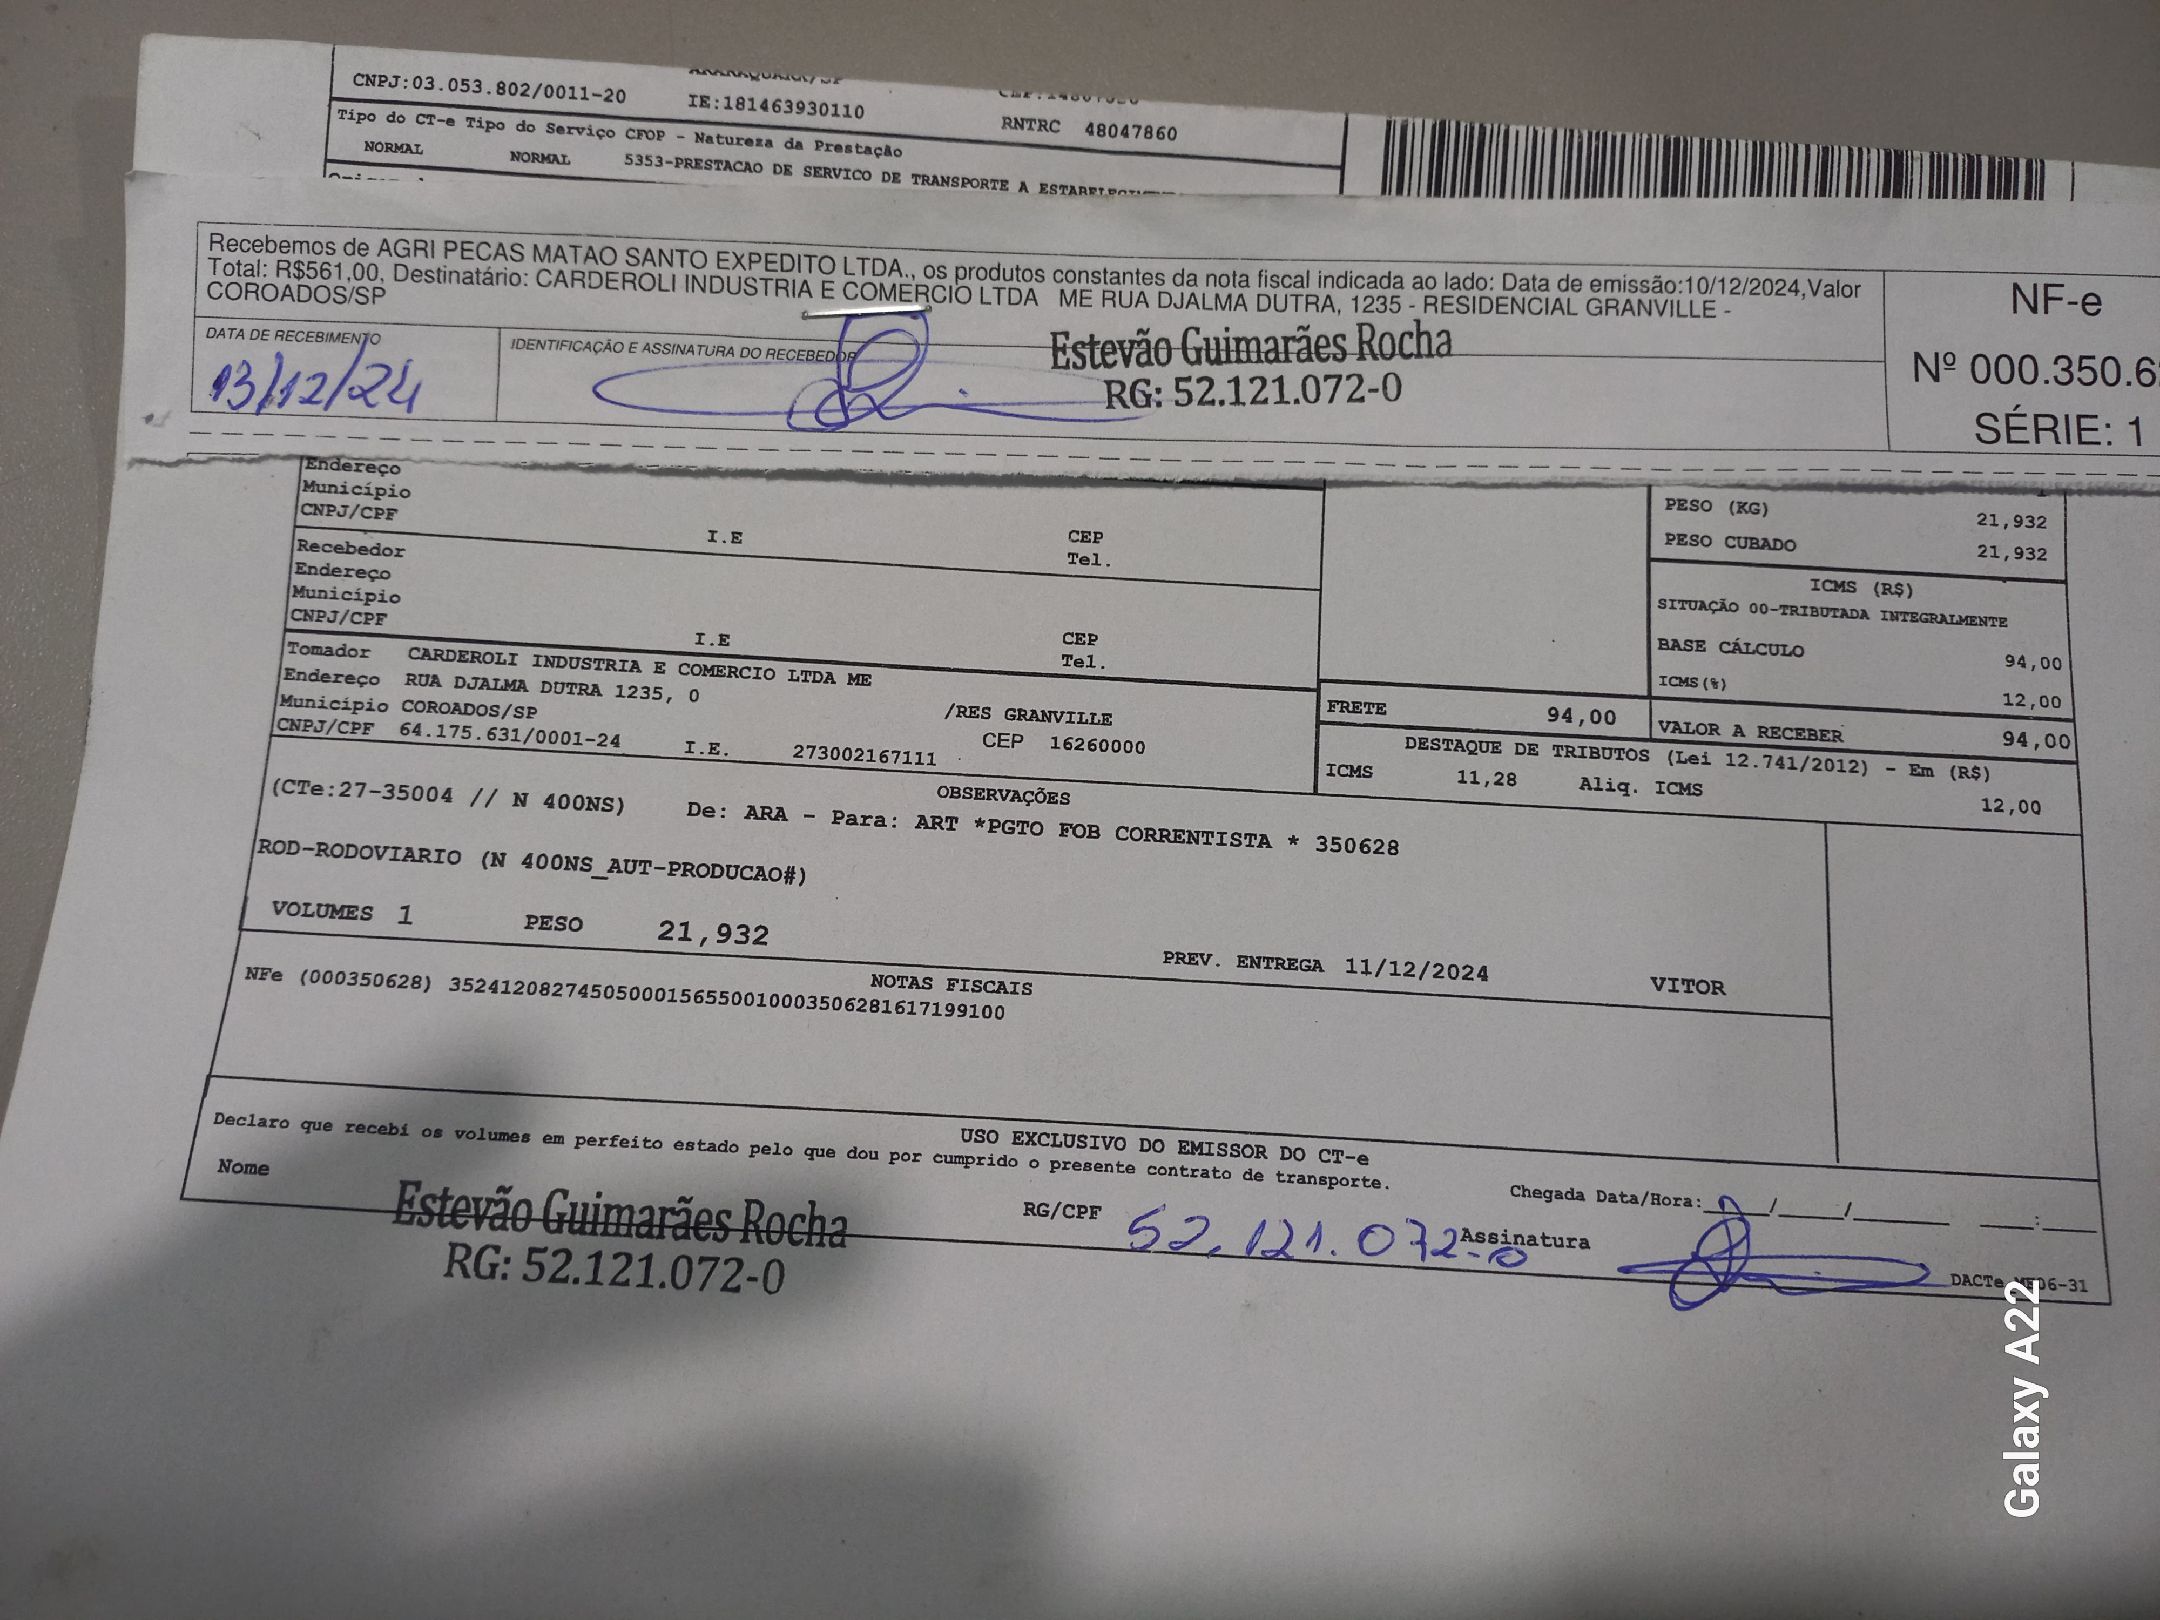 ARARAQUARA/SP
CNPJ:03.053.802/0011-20 IE:181463930110 RNTRC 48047860
Tipo do CT-e Tipo do Serviço CFOP - Natureza da Prestação
NORMAL NORMAL 5353-PRESTACAO DE SERVICO DE TRANSPORTE A
Recebemos de AGRI PECAS MATAO SANTO EXPEDITO LTDA., os produtos constantes da nota fiscal indicada ao lado: Data de emissão:10/12/2024,Valor
Total: R$561,00, Destinatário: CARDEROLI INDUSTRIA E COMERCIO LTDA ME RUA DJALMA DUTRA, 1235 - RESIDENCIAL GRANVILLE -
COROADOS/SP
NF-e
Nº 000.350.6
SÉRIE: 1
DATA DE RECEBIMENTO
13/12/24
IDENTIFICAÇÃO E ASSINATURA DO RECEBEDOR
Estevão Guimarães Rocha
RG: 52.121.072-0
Endereço
Município
CNPJ/CPF I.E CEP
Tel.
Recebedor
Endereço
Município
CNPJ/CPF I.E CEP
Tel.
PESO (KG) 21,932
PESO CUBADO 21,932
ICMS (R$)
SITUAÇÃO 00-TRIBUTADA INTEGRALMENTE
BASE CÁLCULO 94,00
ICMS(%) 12,00
Tomador CARDEROLI INDUSTRIA E COMERCIO LTDA ME
Endereço RUA DJALMA DUTRA 1235, 0 /RES GRANVILLE
Município COROADOS/SP CEP 16260000
CNPJ/CPF 64.175.631/0001-24 I.E. 273002167111
FRETE 94,00 VALOR A RECEBER 94,00
DESTAQUE DE TRIBUTOS (Lei 12.741/2012) - Em (R$)
ICMS 11,28 Aliq. ICMS 12,00
OBSERVAÇÕES
(CTe:27-35004 // N 400NS) De: ARA - Para: ART *PGTO FOB CORRENTISTA * 350628
ROD-RODOVIARIO (N 400NS_AUT-PRODUCAO#)
VOLUMES 1 PESO 21,932 PREV. ENTREGA 11/12/2024 VITOR
NOTAS FISCAIS
NFe (000350628) 35241208274505000156550010003506281617199100
USO EXCLUSIVO DO EMISSOR DO CT-e
Declaro que recebi os volumes em perfeito estado pelo que dou por cumprido o presente contrato de transporte.
Nome RG/CPF 52.121.072-0 Assinatura Chegada Data/Hora: / / :
Estevão Guimarães Rocha
RG: 52.121.072-0
Galaxy A22